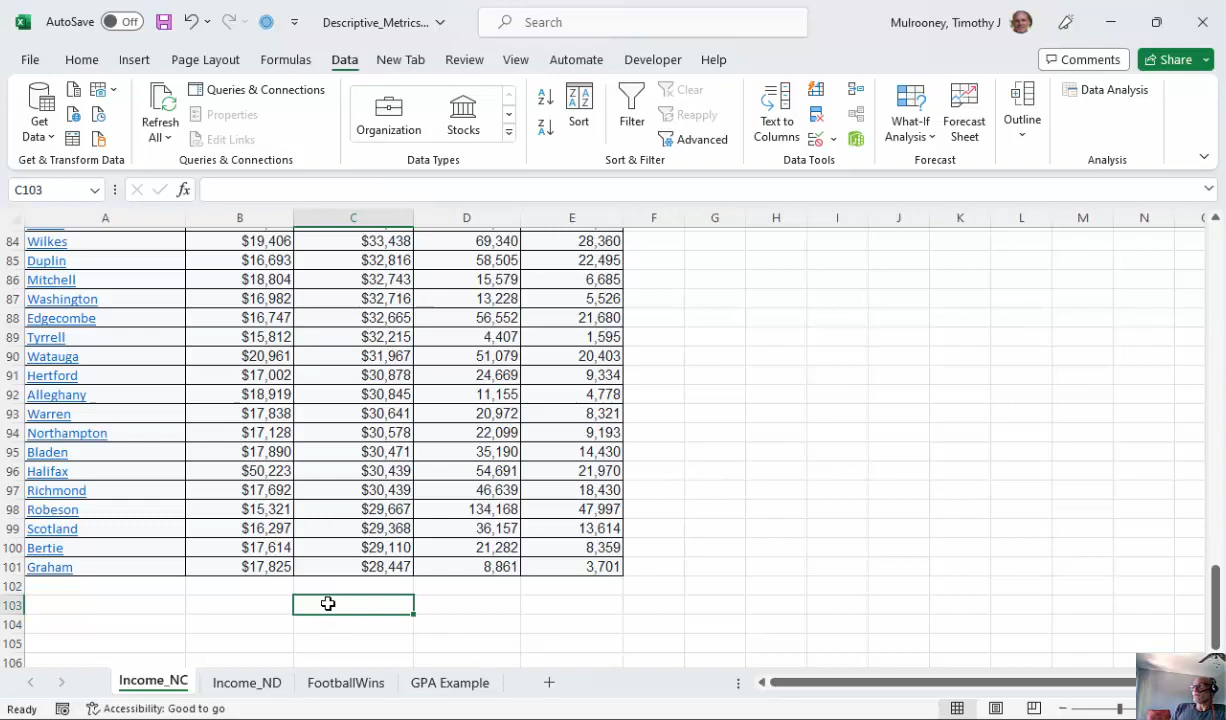 AutoSave Off Descriptive_Metrics... Search Mulrooney, Timothy J
File Home Insert Page Layout Formulas Data New Tab Review View Automate Developer Help Comments Share
Get Data Refresh All Queries & Connections Properties Edit Links Organization Stocks Sort Filter Clear Reapply Advanced Text to Columns What-If Analysis Forecast Sheet Outline Data Analysis
Get & Transform Data Queries & Connections Data Types Sort & Filter Data Tools Forecast Analysis
C103 fx
A B C D E F G H I J K L M N
84 Wilkes $19,406 $33,438 69,340 28,360
85 Duplin $16,693 $32,816 58,505 22,495
86 Mitchell $18,804 $32,743 15,579 6,685
87 Washington $16,982 $32,716 13,228 5,526
88 Edgecombe $16,747 $32,665 56,552 21,680
89 Tyrrell $15,812 $32,215 4,407 1,595
90 Watauga $20,961 $31,967 51,079 20,403
91 Hertford $17,002 $30,878 24,669 9,334
92 Alleghany $18,919 $30,845 11,155 4,778
93 Warren $17,838 $30,641 20,972 8,321
94 Northampton $17,128 $30,578 22,099 9,193
95 Bladen $17,890 $30,471 35,190 14,430
96 Halifax $50,223 $30,439 54,691 21,970
97 Richmond $17,692 $30,439 46,639 18,430
98 Robeson $15,321 $29,667 134,168 47,997
99 Scotland $16,297 $29,368 36,157 13,614
100 Bertie $17,614 $29,110 21,282 8,359
101 Graham $17,825 $28,447 8,861 3,701
102
103
104
105
106
Income_NC Income_ND FootballWins GPA Example
Ready Accessibility: Good to go